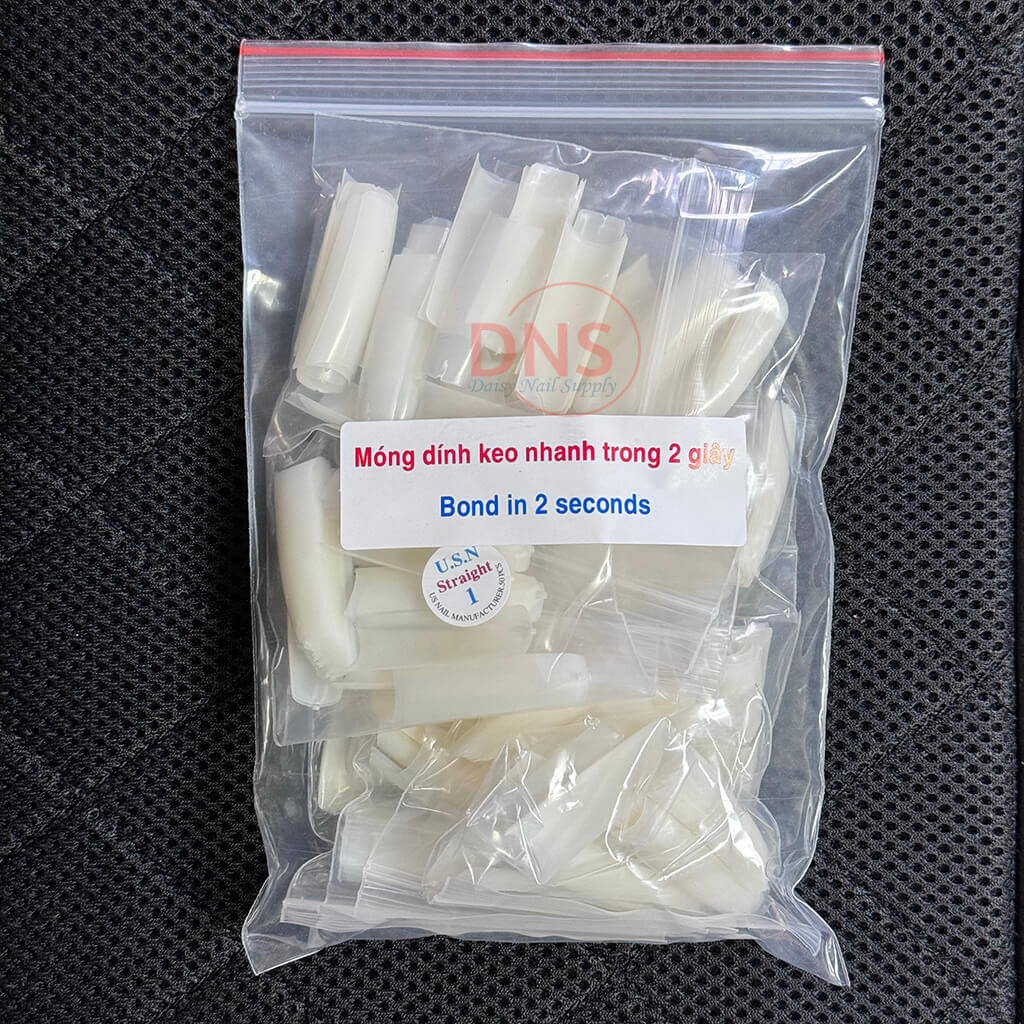 DNS
Daisy Nail Supply
Móng dính keo nhanh trong 2 giây
Bond in 2 seconds
U.S.N
Straight
1
US NAIL MANUFACTURER. 50 PCS